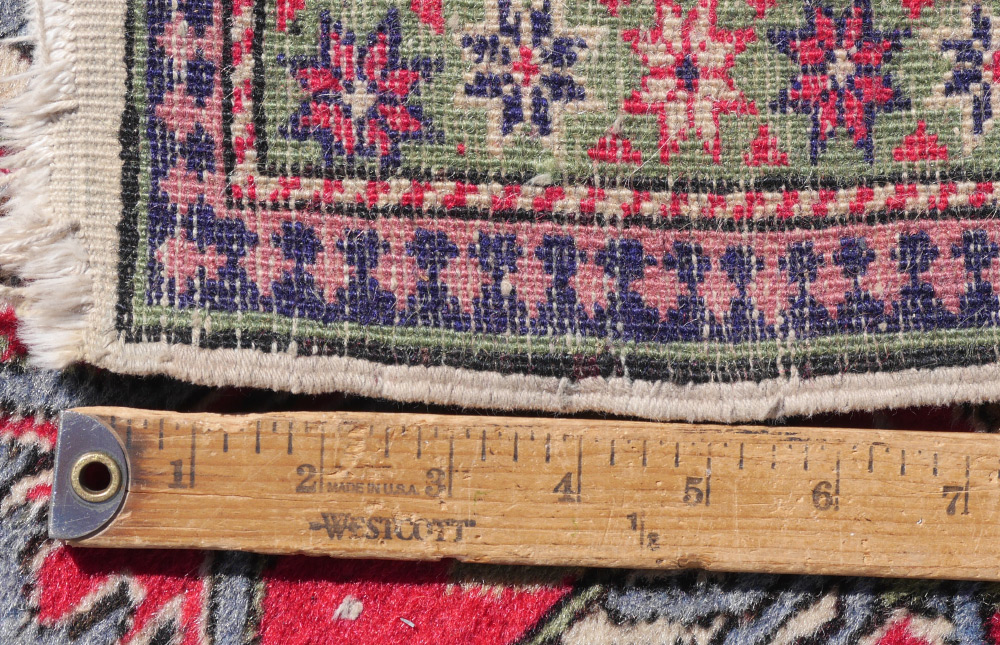 1 2 3 4 5 6 7
MADE IN U.S.A.
WESTCOTT 1/2